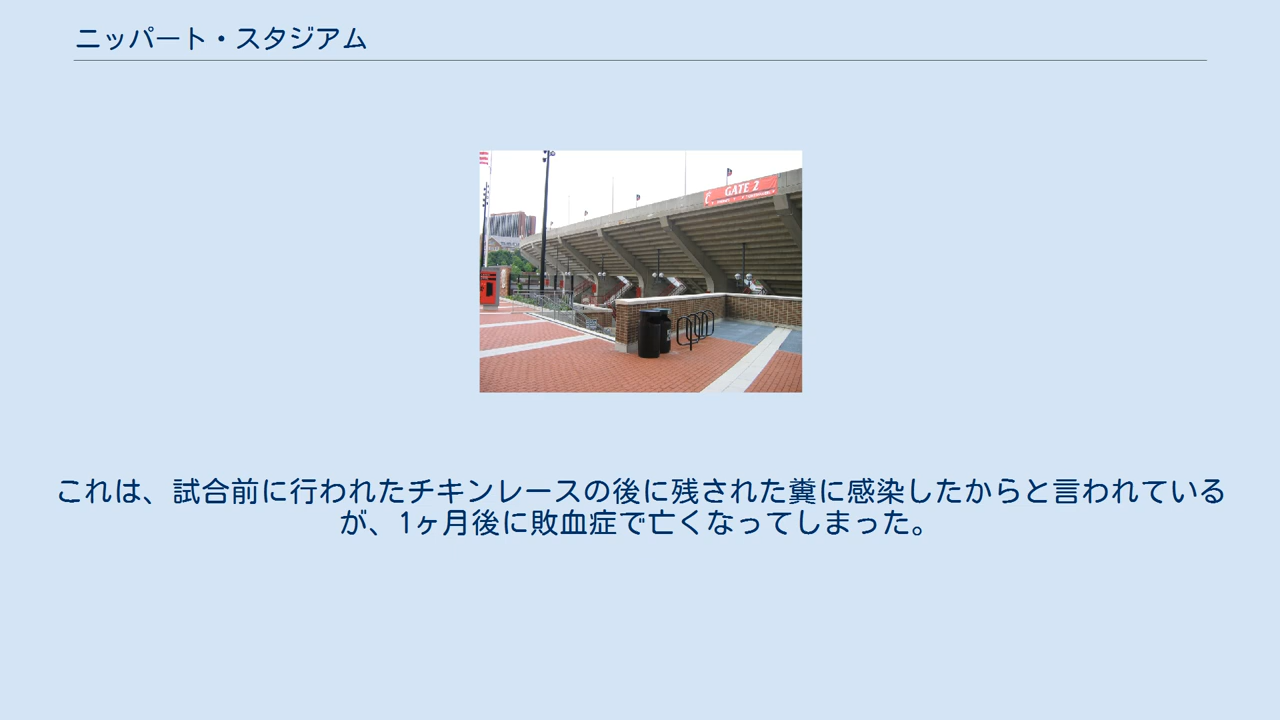 ニッパート・スタジアム
GATE 2
これは、試合前に行われたチキンレースの後に残された糞に感染したからと言われている
が、1ヶ月後に敗血症で亡くなってしまった。